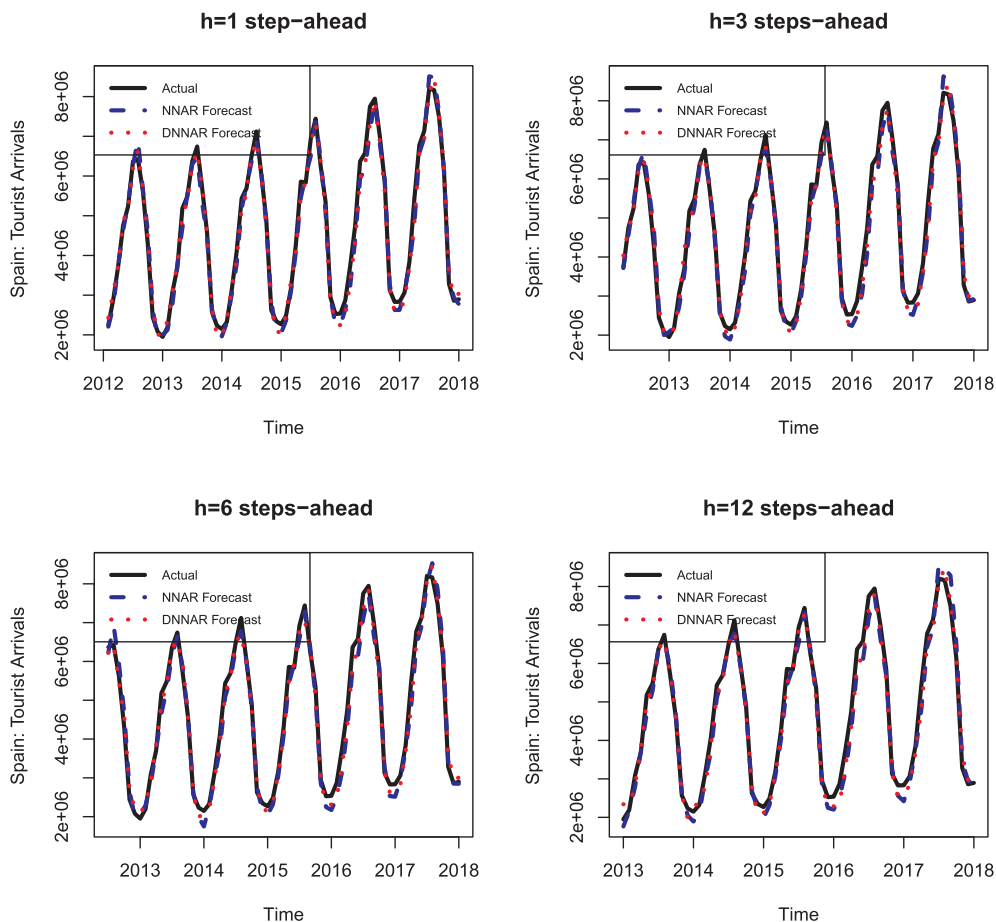 h=1 step−ahead
Spain: Tourist Arrivals
8e+06
6e+06
4e+06
2e+06
Actual
NNAR Forecast
DNNAR Forecast
2012 2013 2014 2015 2016 2017 2018
Time
h=3 steps−ahead
Spain: Tourist Arrivals
8e+06
6e+06
4e+06
2e+06
Actual
NNAR Forecast
DNNAR Forecast
2013 2014 2015 2016 2017 2018
Time
h=6 steps−ahead
Spain: Tourist Arrivals
8e+06
6e+06
4e+06
2e+06
Actual
NNAR Forecast
DNNAR Forecast
2013 2014 2015 2016 2017 2018
Time
h=12 steps−ahead
Spain: Tourist Arrivals
8e+06
6e+06
4e+06
2e+06
Actual
NNAR Forecast
DNNAR Forecast
2013 2014 2015 2016 2017 2018
Time